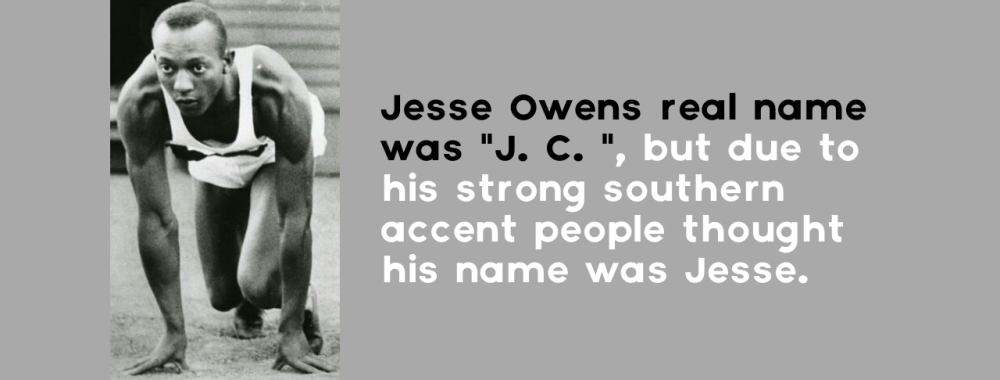 Jesse Owens real name
was "J. C. ", but due to
his strong southern
accent people thought
his name was Jesse.